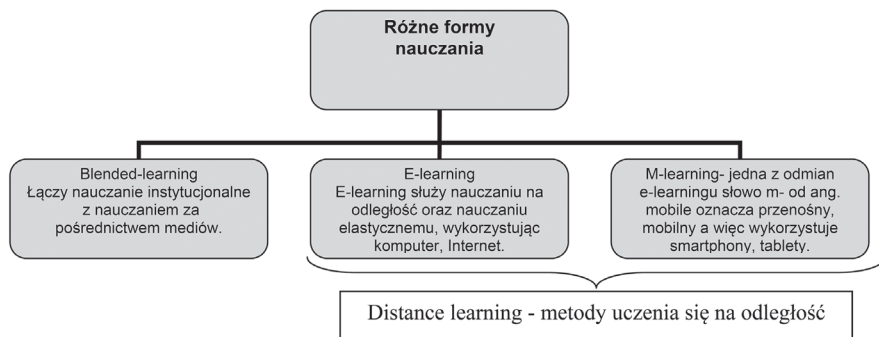 Różne formy
nauczania
Blended-learning
Łączy nauczanie instytucjonalne
z nauczaniem za
pośrednictwem mediów.
E-learning
E-learning służy nauczaniu na
odległość oraz nauczaniu
elastycznemu, wykorzystując
komputer, Internet.
M-learning- jedna z odmian
e-learningu słowo m- od ang.
mobile oznacza przenośny,
mobilny a więc wykorzystuje
smartphony, tablety.
Distance learning - metody uczenia się na odległość